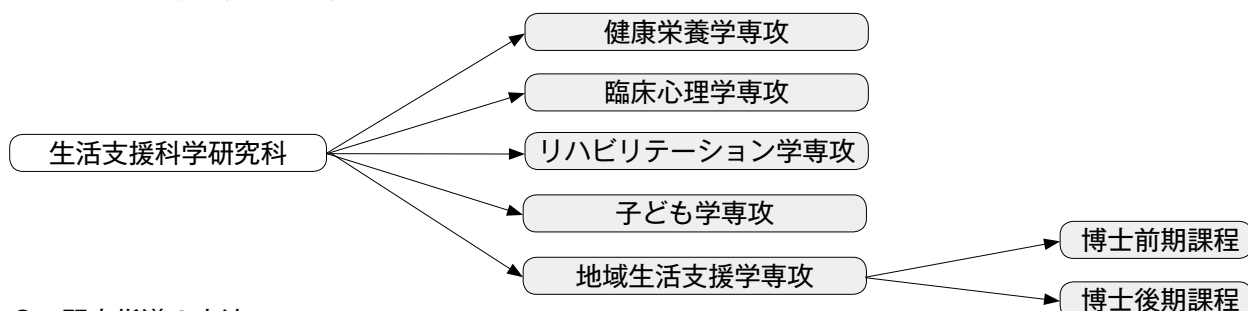 健康栄養学専攻
臨床心理学専攻
生活支援科学研究科
リハビリテーション学専攻
子ども学専攻
博士前期課程
地域生活支援学専攻
博士後期課程